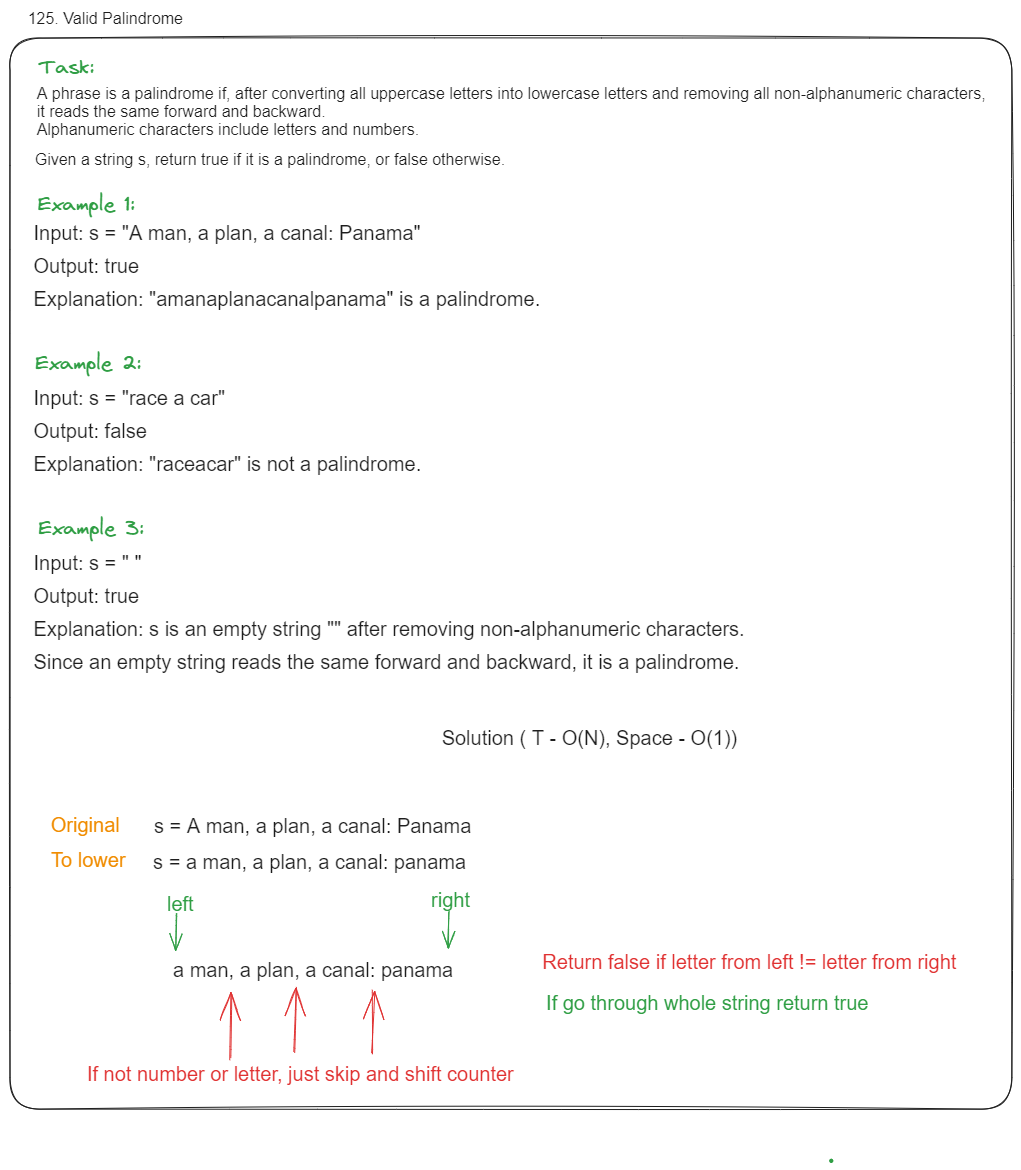 125. Valid Palindrome
Task:
A phrase is a palindrome if, after converting all uppercase letters into lowercase letters and removing all non-alphanumeric characters,
it reads the same forward and backward.
Alphanumeric characters include letters and numbers.
Given a string s, return true if it is a palindrome, or false otherwise.
Example 1:
Input: s = "A man, a plan, a canal: Panama"
Output: true
Explanation: "amanaplanacanalpanama" is a palindrome.
Example 2:
Input: s = "race a car"
Output: false
Explanation: "raceacar" is not a palindrome.
Example 3:
Input: s = " "
Output: true
Explanation: s is an empty string "" after removing non-alphanumeric characters.
Since an empty string reads the same forward and backward, it is a palindrome.
Solution ( T - O(N), Space - O(1))
Original s = A man, a plan, a canal: Panama
To lower s = a man, a plan, a canal: panama
left right
a man, a plan, a canal: panama
Return false if letter from left != letter from right
If go through whole string return true
If not number or letter, just skip and shift counter